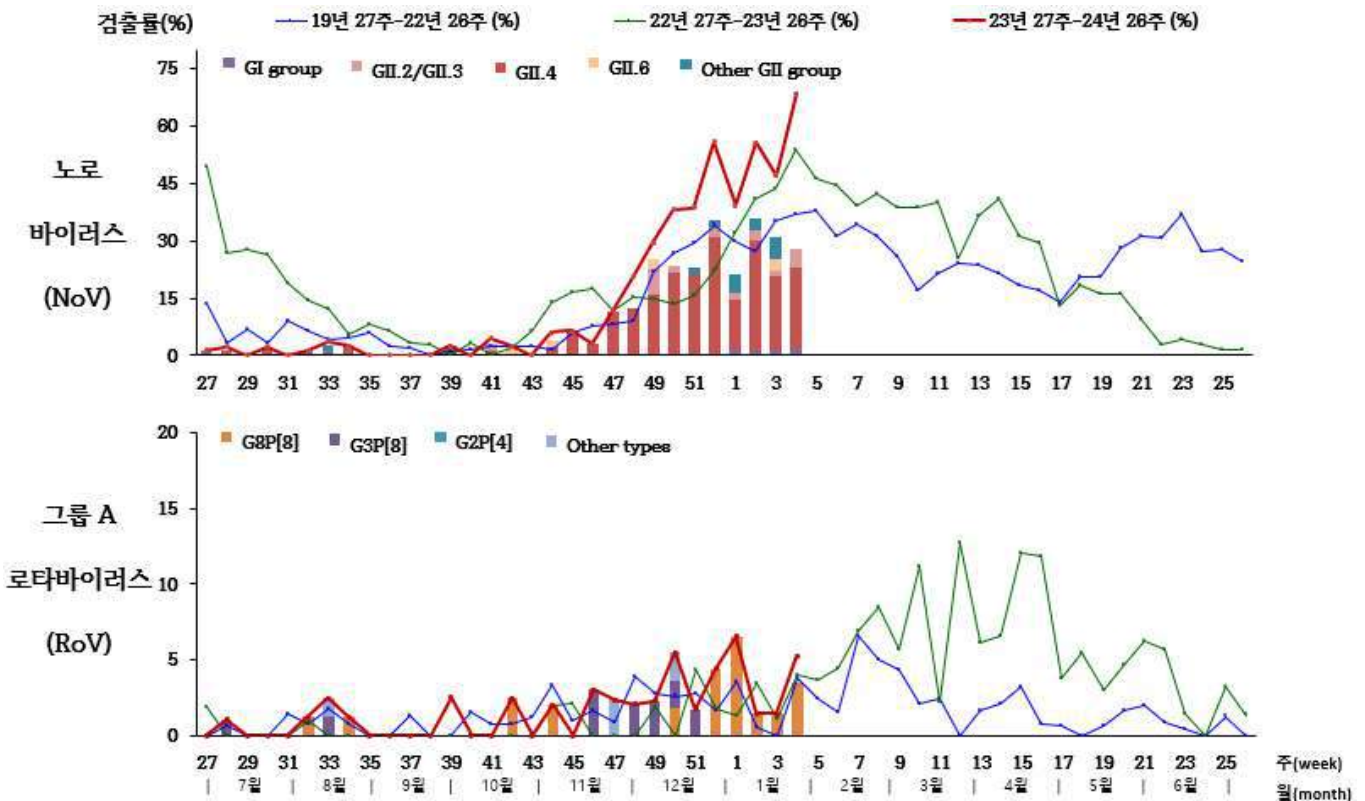 검출률(%)
19년 27주-22년 26주 (%)
22년 27주-23년 26주 (%)
23년 27주-24년 26주 (%)
GI group
GII.2/GII.3
GII.4
GII.6
Other GII group
75
60
45
30
15
0
노로
바이러스
(NoV)
27 29 31 33 35 37 39 41 43 45 47 49 51 1 3 5 7 9 11 13 15 17 19 21 23 25
G8P[8]
G3P[8]
G2P[4]
Other types
20
15
10
5
0
그룹 A
로타바이러스
(RoV)
27 29 31 33 35 37 39 41 43 45 47 49 51 1 3 5 7 9 11 13 15 17 19 21 23 25 주(week)
| 7월 | 8월 | 9월 | 10월 | 11월 | 12월 | 1월 | 2월 | 3월 | 4월 | 5월 | 6월 | 월(month)